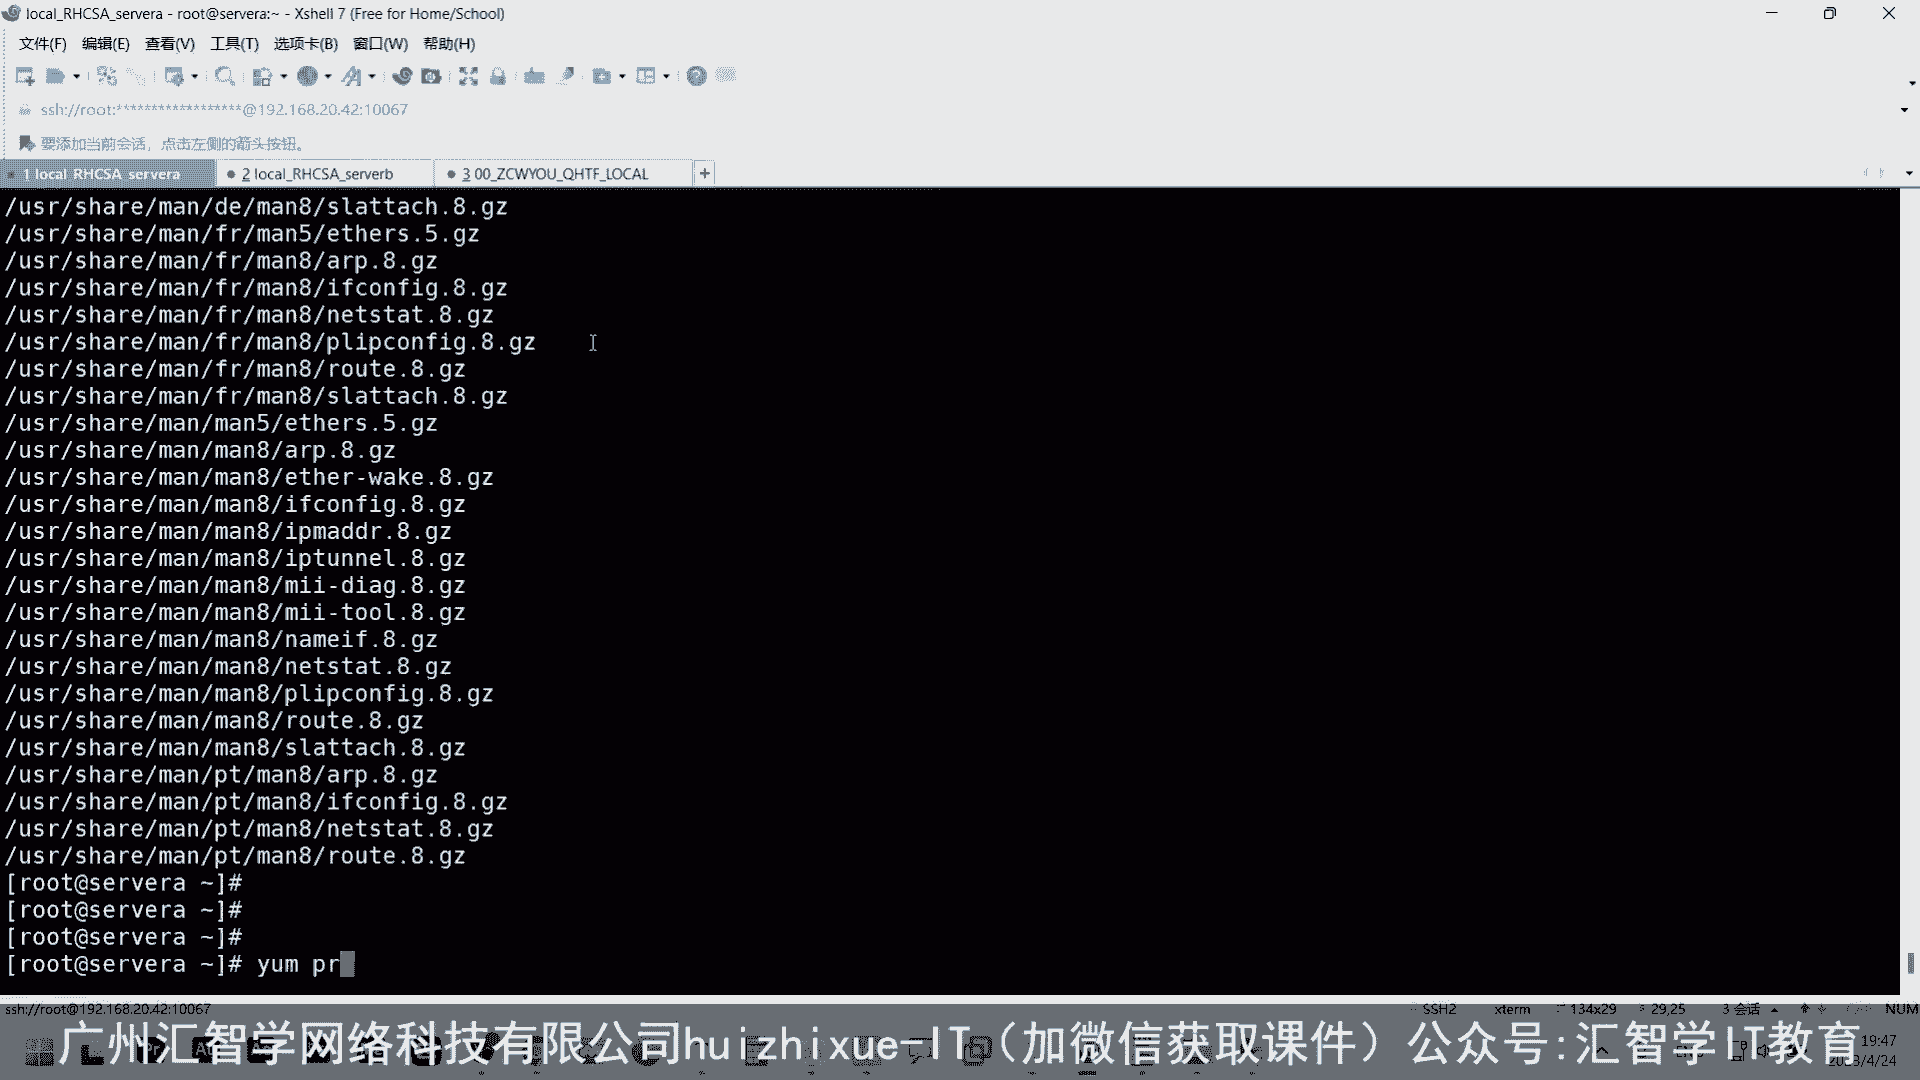 local_RHCSA_servera - root@servera:~ - Xshell 7 (Free for Home/School)
文件(F) 编辑(E) 查看(V) 工具(T) 选项卡(B) 窗口(W) 帮助(H)
ssh://root:******************@192.168.20.42:10067
要添加当前会话，点击左侧的箭头按钮。
1 local_RHCSA_servera 2 local_RHCSA_serverb 3 00_ZCWYOU_QHTF_LOCAL +
/usr/share/man/de/man8/slattach.8.gz
/usr/share/man/fr/man5/ethers.5.gz
/usr/share/man/fr/man8/arp.8.gz
/usr/share/man/fr/man8/ifconfig.8.gz
/usr/share/man/fr/man8/netstat.8.gz
/usr/share/man/fr/man8/plipconfig.8.gz
/usr/share/man/fr/man8/route.8.gz
/usr/share/man/fr/man8/slattach.8.gz
/usr/share/man/man5/ethers.5.gz
/usr/share/man/man8/arp.8.gz
/usr/share/man/man8/ether-wake.8.gz
/usr/share/man/man8/ifconfig.8.gz
/usr/share/man/man8/ipmaddr.8.gz
/usr/share/man/man8/iptunnel.8.gz
/usr/share/man/man8/mii-diag.8.gz
/usr/share/man/man8/mii-tool.8.gz
/usr/share/man/man8/nameif.8.gz
/usr/share/man/man8/netstat.8.gz
/usr/share/man/man8/plipconfig.8.gz
/usr/share/man/man8/route.8.gz
/usr/share/man/man8/slattach.8.gz
/usr/share/man/pt/man8/arp.8.gz
/usr/share/man/pt/man8/ifconfig.8.gz
/usr/share/man/pt/man8/netstat.8.gz
/usr/share/man/pt/man8/route.8.gz
[root@servera ~]#
[root@servera ~]#
[root@servera ~]#
[root@servera ~]# yum pr
ssh://root@192.168.20.42:10067 SSH2 xterm 134x29 29,25 3 会话 NUM
广州汇智学网络科技有限公司huizhixue-IT（加微信获取课件）公众号:汇智学IT教育
19:47